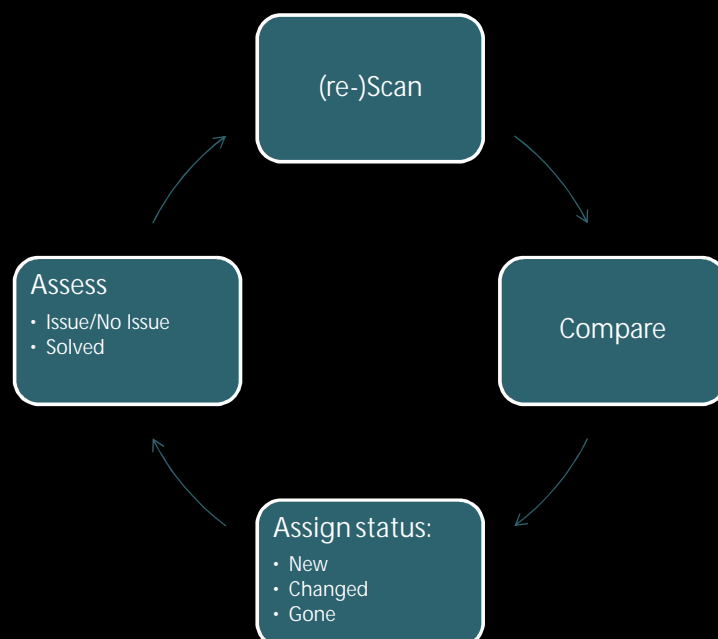 (re-)Scan
Compare
Assign status:
• New
• Changed
• Gone
Assess
• Issue/No Issue
• Solved